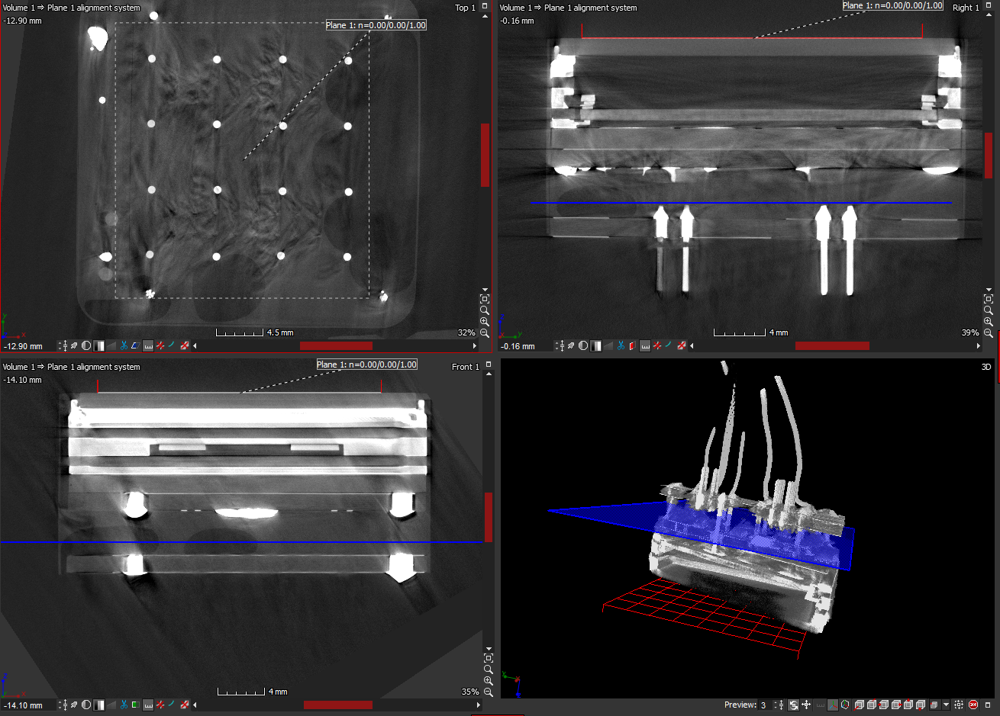 Volume 1 ⇒ Plane 1 alignment system
Top 1
-12.90 mm
Plane 1: n=0.00/0.00/1.00
4.5 mm
32%
-12.90 mm
Volume 1 ⇒ Plane 1 alignment system
Plane 1: n=0.00/0.00/1.00
Right 1
-0.16 mm
4 mm
39%
-0.16 mm
Volume 1 ⇒ Plane 1 alignment system
Plane 1: n=0.00/0.00/1.00
Front 1
-14.10 mm
4 mm
35%
-14.10 mm
3D
Preview: 3